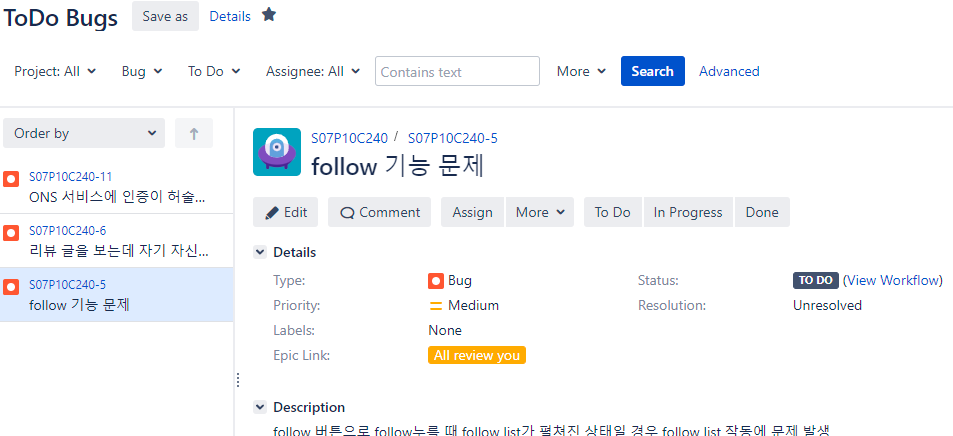 ToDo Bugs Save as Details
Project: All Bug To Do Assignee: All Contains text More Search Advanced
Order by
S07P10C240-11
ONS 서비스에 인증이 허술...
S07P10C240-6
리뷰 글을 보는데 자기 자신...
S07P10C240-5
follow 기능 문제
S07P10C240 / S07P10C240-5
follow 기능 문제
Edit Comment Assign More To Do In Progress Done
Details
Type: Bug Status: TO DO (View Workflow)
Priority: Medium Resolution: Unresolved
Labels: None
Epic Link: All review you
Description
follow 버튼으로 follow누를 때 follow list가 펼쳐진 상태일 경우 follow list 작동에 문제 발생